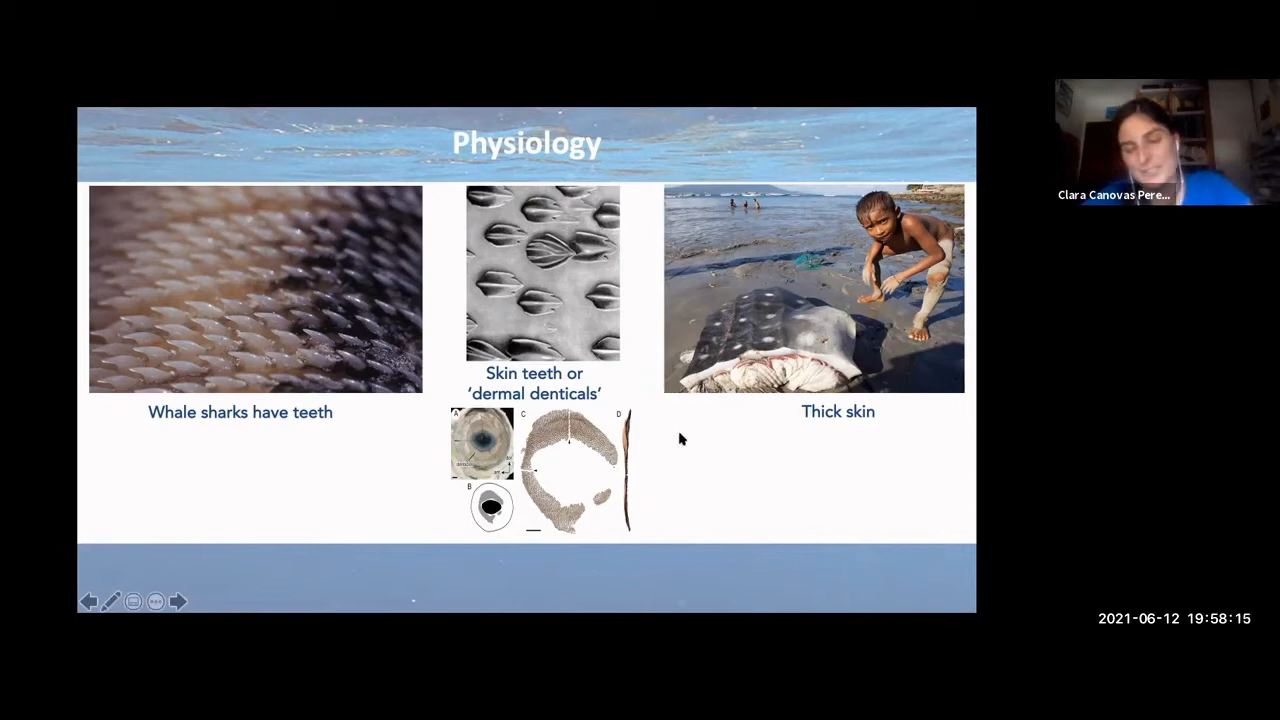 Physiology
Clara Canovas Pere...
Skin teeth or
‘dermal denticals’
Whale sharks have teeth
Thick skin
A
C
D
B
2021-06-12 19:58:15